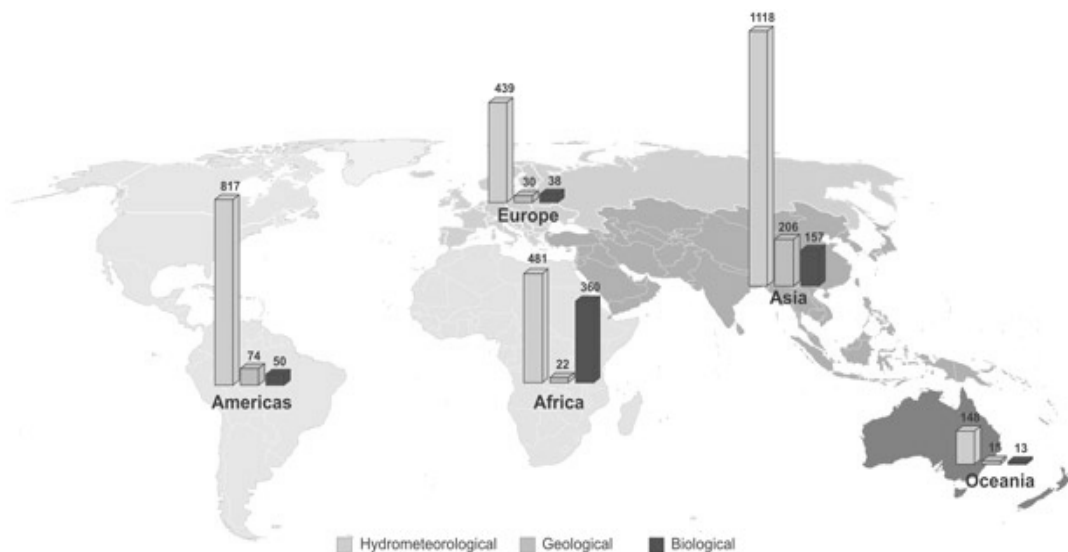 1118
439
30
38
Europe
817
74
50
Americas
481
22
360
Africa
206
157
Asia
148
15
13
Oceania
Hydrometeorological Geological Biological